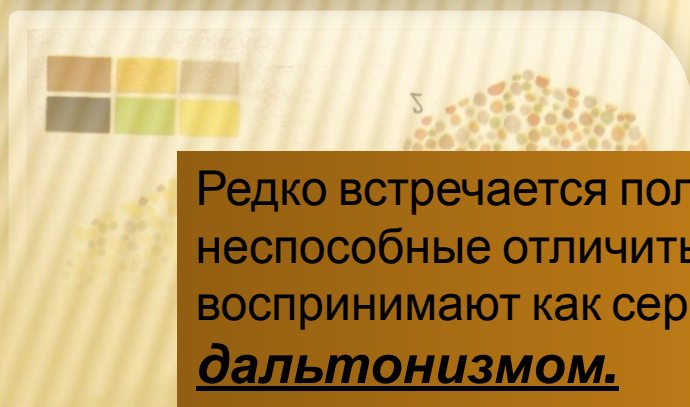 Редко встречается
неспособные отличить
воспринимают как
дальтонизмом.